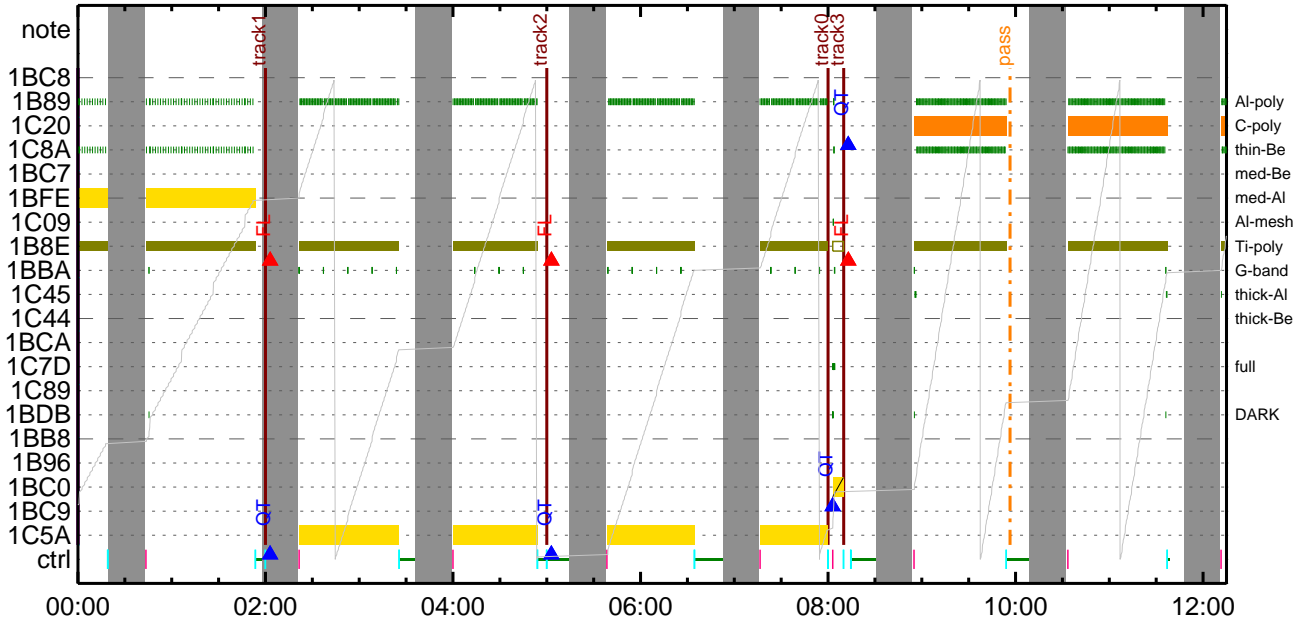 note
track1
track2
track0
track3
pass
1BC8
1B89
QT
Al-poly
1C20
C-poly
1C8A
thin-Be
1BC7
med-Be
1BFE
med-Al
1C09
FL
FL
FL
Al-mesh
1B8E
Ti-poly
1BBA
G-band
1C45
thick-Al
1C44
thick-Be
1BCA
1C7D
full
1C89
1BDB
DARK
1BB8
1B96
QT
1BC0
1BC9
QT
QT
1C5A
ctrl
00:00
02:00
04:00
06:00
08:00
10:00
12:00